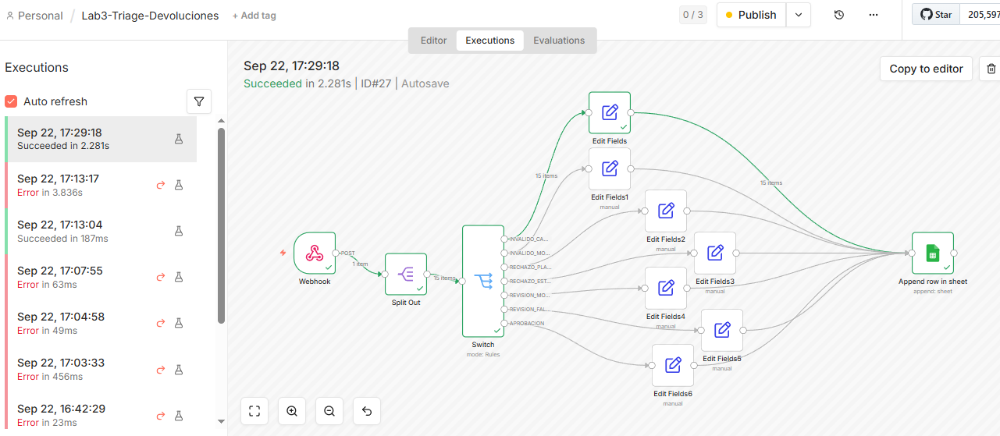 Personal / Lab3-Triage-Devoluciones + Add tag
0 / 3
Publish
Star 205,597
Editor Executions Evaluations
Executions
Auto refresh
Sep 22, 17:29:18
Succeeded in 2.281s
Sep 22, 17:13:17
Error in 3.836s
Sep 22, 17:13:04
Succeeded in 187ms
Sep 22, 17:07:55
Error in 63ms
Sep 22, 17:04:58
Error in 49ms
Sep 22, 17:03:33
Error in 456ms
Sep 22, 16:42:29
Error in 23ms
Sep 22, 17:29:18
Succeeded in 2.281s | ID#27 | Autosave
Copy to editor
Webhook
POST
1 item
Split Out
15 items
Switch
mode: Rules
INVALIDO_CA...
INVALIDO_MO...
RECHAZO_PLA...
RECHAZO_EST...
REVISION_MO...
REVISION_FAL...
APROBACION
15 items
Edit Fields
Edit Fields1
manual
Edit Fields2
manual
Edit Fields3
manual
Edit Fields4
manual
Edit Fields5
manual
Edit Fields6
manual
15 items
Append row in sheet
append: sheet